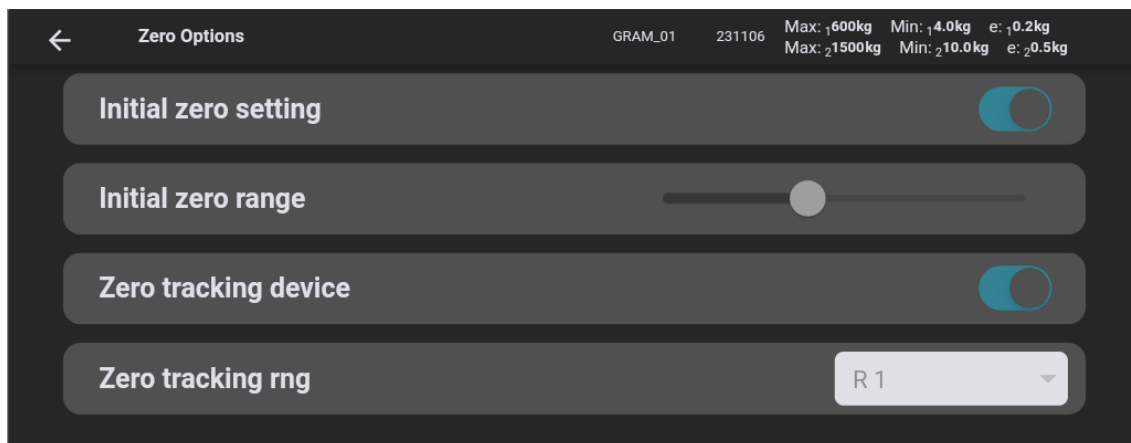 Zero Options GRAM_01 231106 Max: ₁600kg Min: ₁4.0kg e: ₁0.2kg
Max: ₂1500kg Min: ₂10.0kg e: ₂0.5kg
Initial zero setting
Initial zero range
Zero tracking device
Zero tracking rng R 1